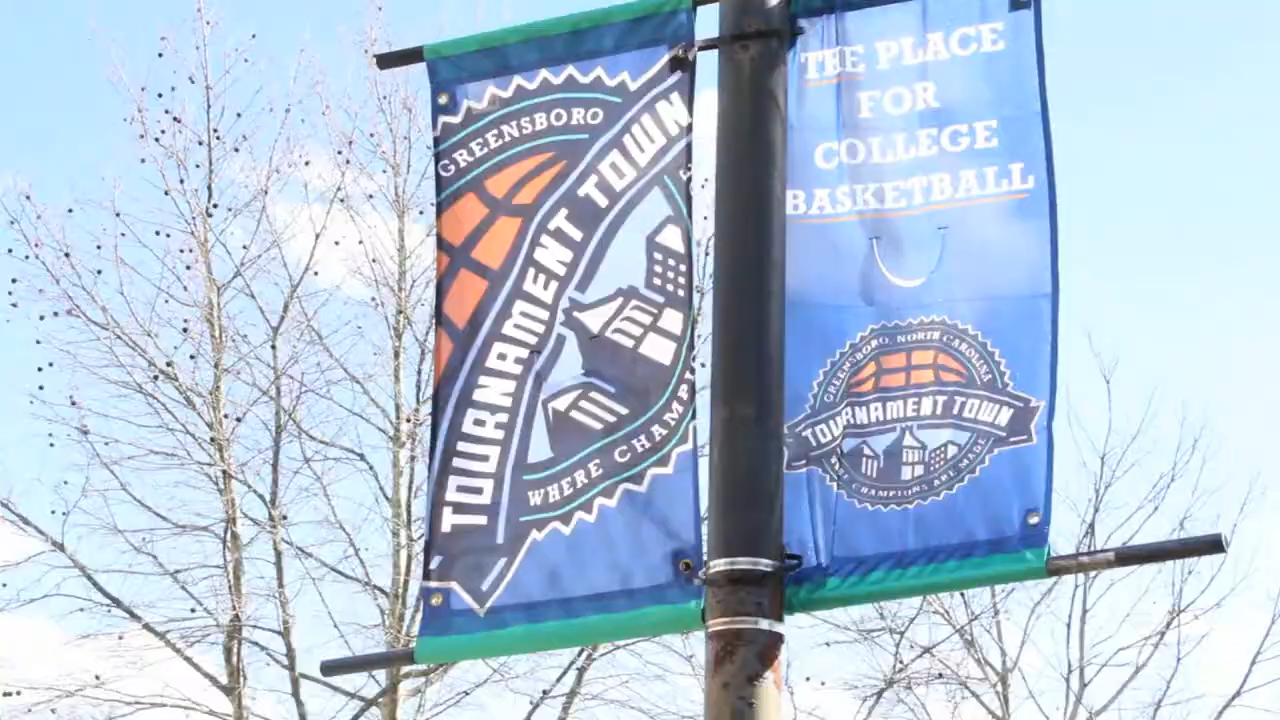 GREENSBORO
TOURNAMENT TOWN
WHERE CHAMPI
THE PLACE
FOR
COLLEGE
BASKETBALL
GREENSBORO, NORTH CAROLINA
TOURNAMENT TOWN
CHAMPIONS ARE MADE